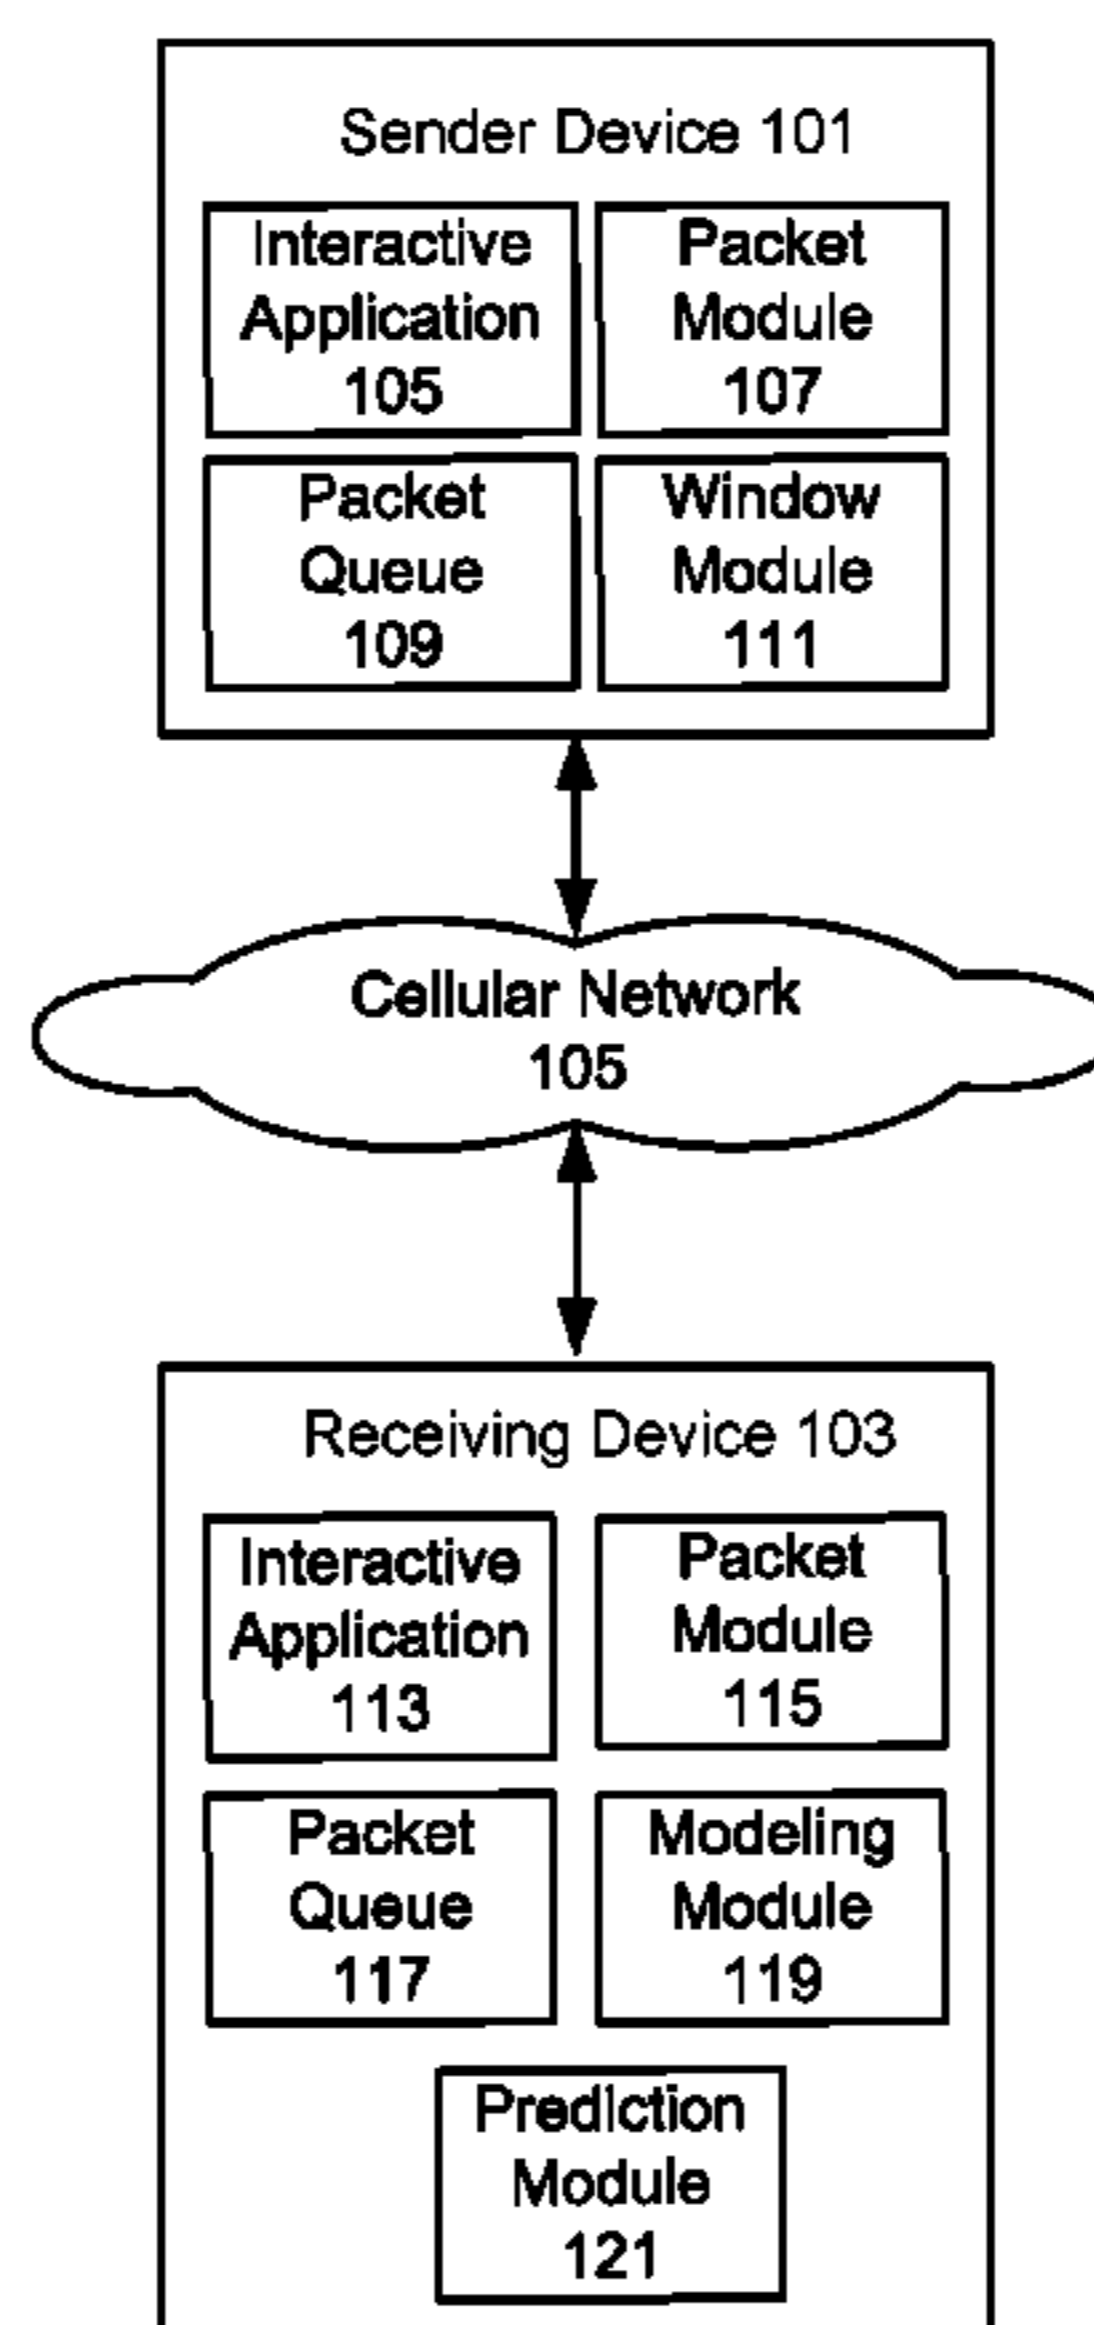 Sender Device 101
Interactive
Application
105
Packet
Module
107
Packet
Queue
109
Window
Module
111
Cellular Network
105
Receiving Device 103
Interactive
Application
113
Packet
Module
115
Packet
Queue
117
Modeling
Module
119
Prediction
Module
121